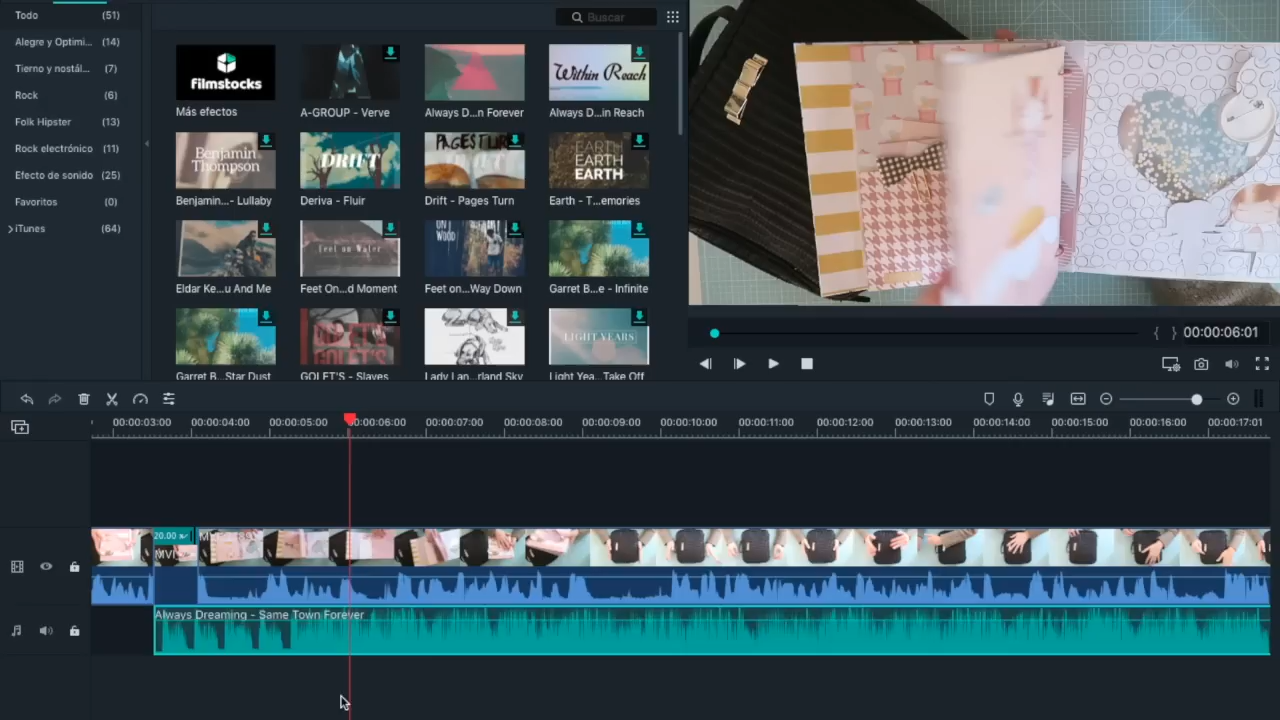 Todo (51)
Alegre y Optimi... (14)
Tierno y nostál... (7)
Rock (6)
Folk Hipster (13)
Rock electrónico (11)
Efecto de sonido (25)
Favoritos (0)
iTunes (64)
Buscar
filmstocks
Within Reach
Más efectos
A-GROUP - Verve
Always D...n Forever
Always D...in Reach
Benjamin
Thompson
DRIFT
PAGES TURN
EARTH
EARTH
EARTH
Benjamin...- Lullaby
Deriva - Fluir
Drift - Pages Turn
Earth - T...emories
Feet on Water
ON
WOOD
Eldar Ke...u And Me
Feet On...d Moment
Feet on...Way Down
Garret B...e - Infinite
GOLET'S
GOLET'S
LIGHT YEARS
Garret B...Star Dust
GOLET'S - Slaves
Lady Lan...rland Sky
Light Yea...Take Off
00:00:06:01
00:00:03:00 00:00:04:00 00:00:05:00 00:00:06:00 00:00:07:00 00:00:08:00 00:00:09:00 00:00:10:00 00:00:11:00 00:00:12:00 00:00:13:00 00:00:14:00 00:00:15:00 00:00:16:00 00:00:17:01
20.00
Always Dreaming - Same Town Forever